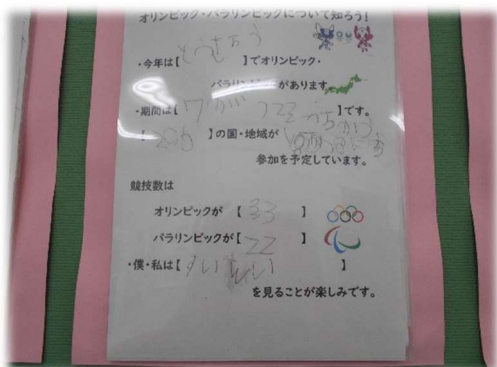 オリンピック・パラリンピックについて知ろう!
・今年は【とうきょう】でオリンピック・
パラリンピックがあります。
・期間は【7がつ22 】です。
【206】の国・地域が
参加を予定しています。
競技数は
オリンピックが【33】
パラリンピックが【22】
・僕・私は【すいえい】
を見ることが楽しみです。